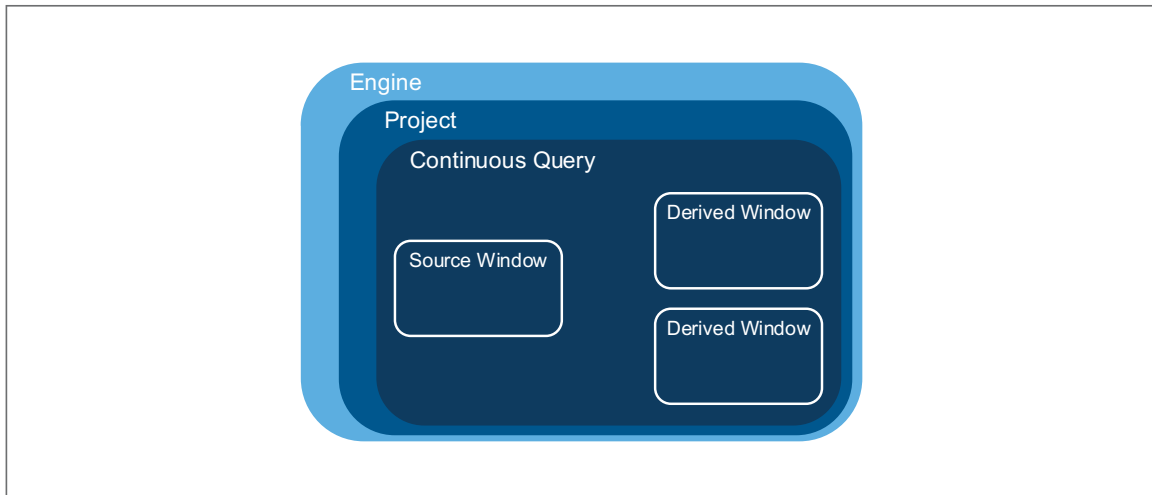 Engine
Project
Continuous Query
Derived Window
Source Window
Derived Window